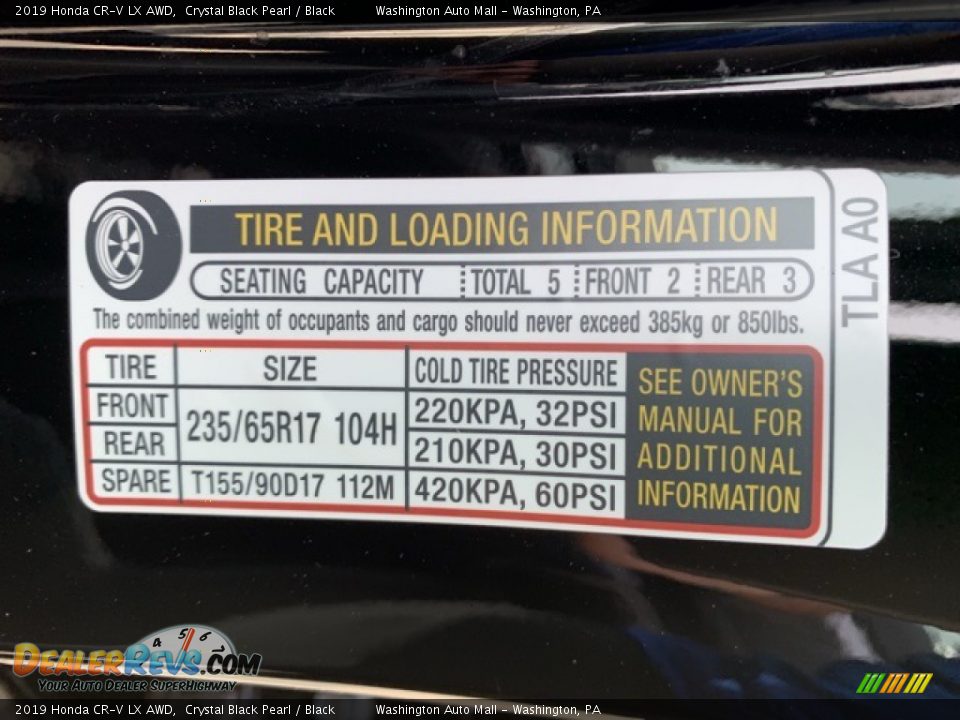 2019 Honda CR-V LX AWD, Crystal Black Pearl / Black Washington Auto Mall - Washington, PA
TIRE AND LOADING INFORMATION
SEATING CAPACITY TOTAL 5 FRONT 2 REAR 3
The combined weight of occupants and cargo should never exceed 385kg or 850lbs.
TIRE SIZE COLD TIRE PRESSURE
FRONT 235/65R17 104H 220KPA, 32PSI
REAR 210KPA, 30PSI
SPARE T155/90D17 112M 420KPA, 60PSI
SEE OWNER'S
MANUAL FOR
ADDITIONAL
INFORMATION
TLA A0
4 5 6
DEALERREVS.COM
YOUR AUTO DEALER SUPERHIGHWAY
2019 Honda CR-V LX AWD, Crystal Black Pearl / Black Washington Auto Mall - Washington, PA